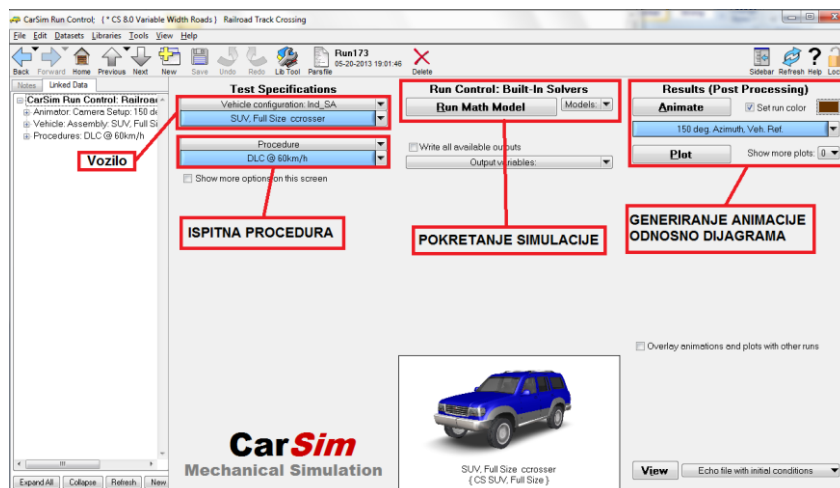 CarSim Run Control; { * CS 8.0 Variable Width Roads } Railroad Track Crossing
File Edit Datasets Libraries Tools View Help
Back Forward Home Previous Next New Save Undo Redo Lib Tool Parsfile
Run173
05-20-2013 19:01:46
Delete
Sidebar Refresh Help Loc
Notes Linked Data
CarSim Run Control: Railroa
Animator: Camera Setup: 150 de
Vehicle: Assembly: SUV, Full Si
Procedures: DLC @ 60km/h
Vozilo
Test Specifications
Vehicle configuration: Ind_SA
SUV, Full Size ccrosser
Procedure
DLC @ 60km/h
Show more options on this screen
ISPITNA PROCEDURA
Run Control: Built-In Solvers
Run Math Model Models:
Write all available outputs
Output variables:
POKRETANJE SIMULACIJE
Results (Post Processing)
Animate Set run color
150 deg. Azimuth, Veh. Ref.
Plot Show more plots: 0
GENERIRANJE ANIMACIJE
ODNOSNO DIJAGRAMA
Overlay animations and plots with other runs
CarSim
Mechanical Simulation
SUV, Full Size ccrosser
{ CS SUV, Full Size }
View Echo file with initial conditions
Expand All Collapse Refresh New